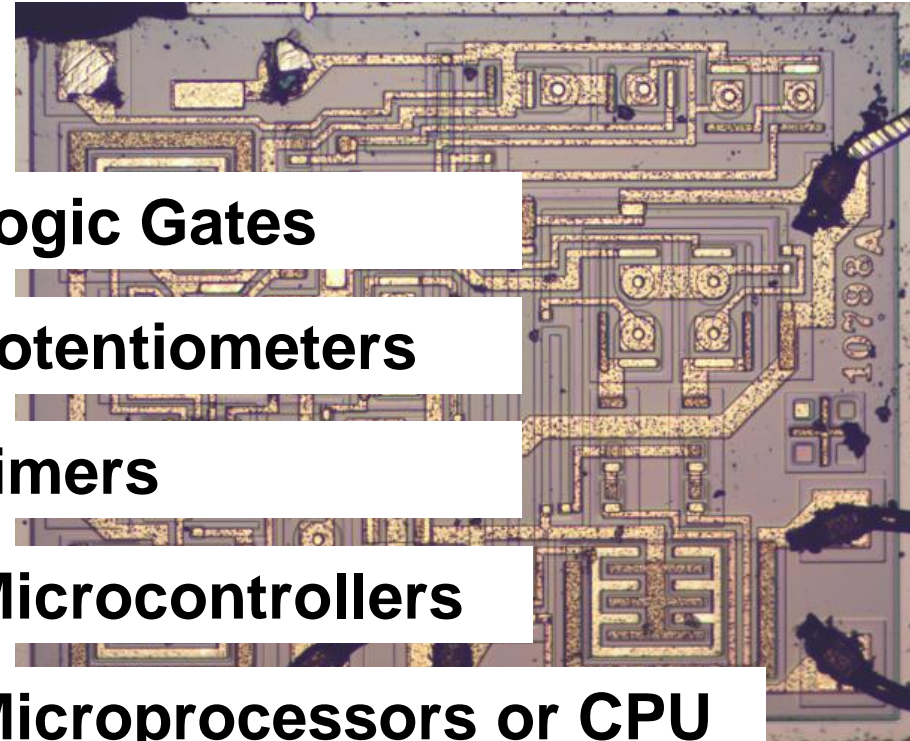 ogic Gates
otentiometers
imers
Microcontrollers
Microprocessors or CPU
10798A